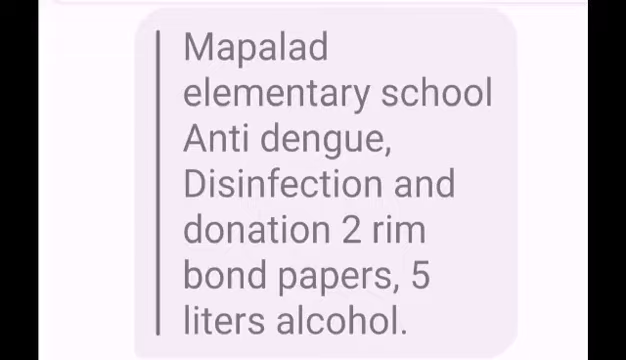 Mapalad
elementary school
Anti dengue,
Disinfection and
donation 2 rim
bond papers, 5
liters alcohol.